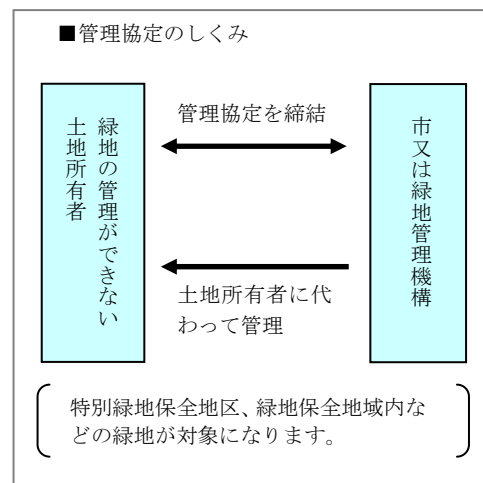 ■管理協定のしくみ
緑地の管理ができない
土地所有者
管理協定を締結
土地所有者に代
わって管理
市又は緑地管理機構
特別緑地保全地区、緑地保全地域内な
どの緑地が対象になります。